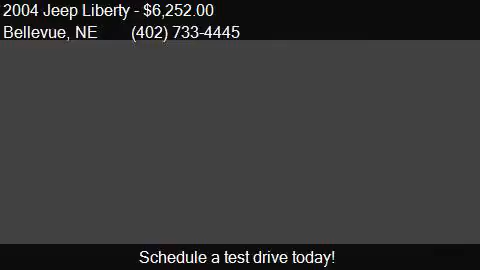 2004 Jeep Liberty - $6,252.00
Bellevue, NE (402) 733-4445
Schedule a test drive today!